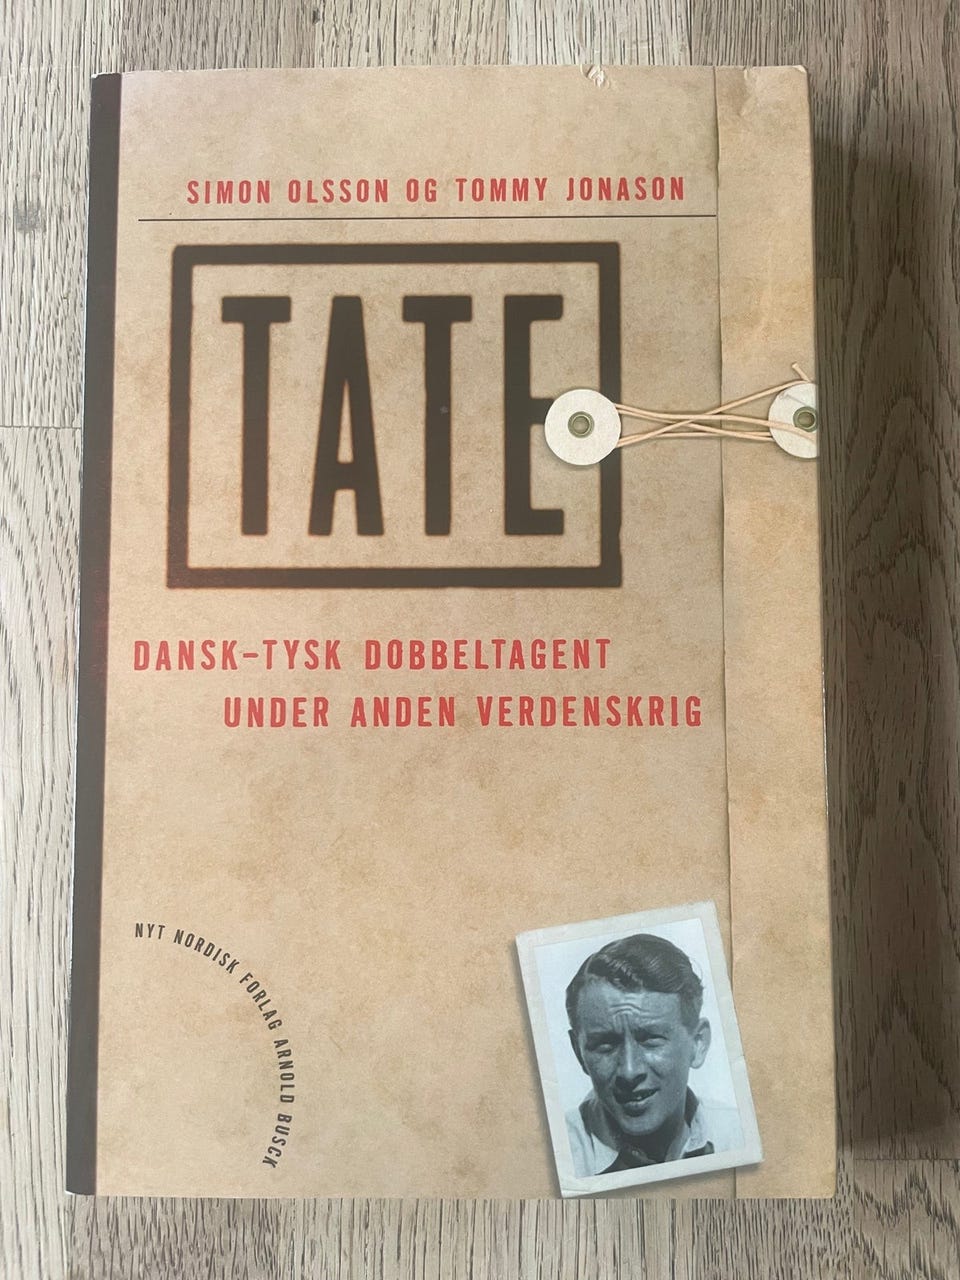 SIMON OLSSON OG TOMMY JONASON
TATE
DANSK-TYSK DOBBELTAGENT
UNDER ANDEN VERDENSKRIG
NYT NORDISK FORLAG ARNOLD BUSCK